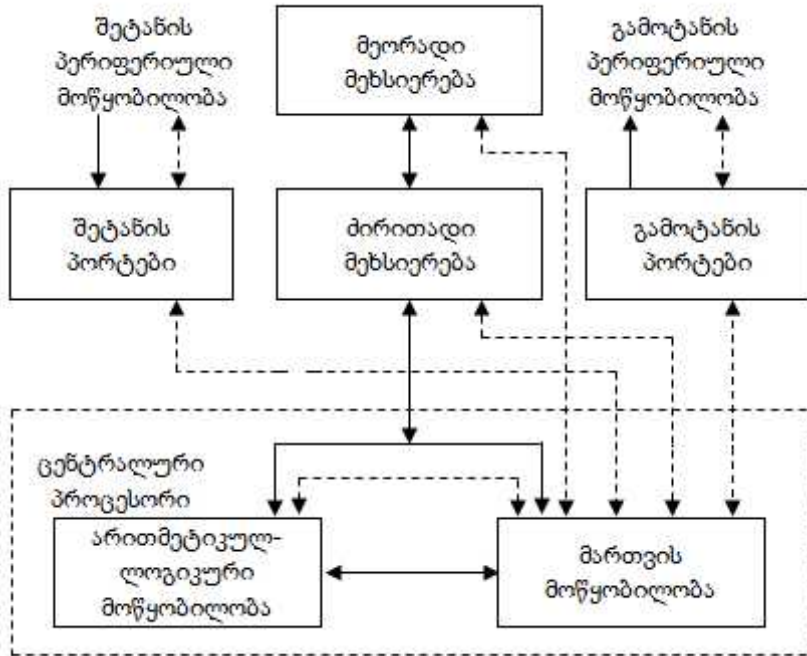 შეტანის
პერიფერიული
მოწყობილობა
მეორადი
მეხსიერება
გამოტანის
პერიფერიული
მოწყობილობა
შეტანის
პორტები
ძირითადი
მეხსიერება
გამოტანის
პორტები
ცენტრალური
პროცესორი
არითმეტიკულ-
ლოგიკური
მოწყობილობა
მართვის
მოწყობილობა